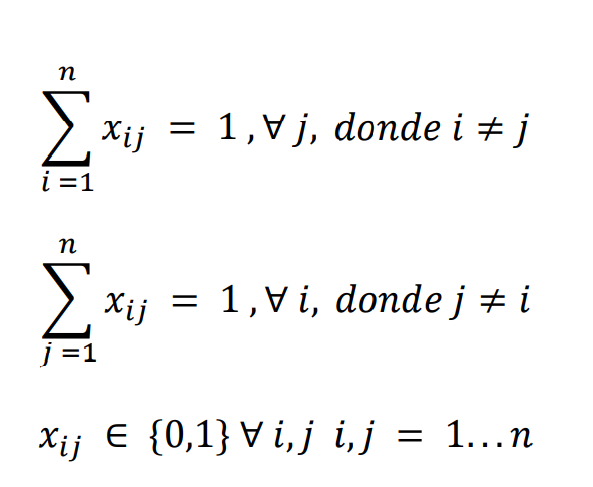 n
∑ x_ij = 1 , ∀ j, donde i ≠ j
i =1
n
∑ x_ij = 1 , ∀ i, donde j ≠ i
j =1
x_ij ∈ {0,1} ∀ i, j i, j = 1…n